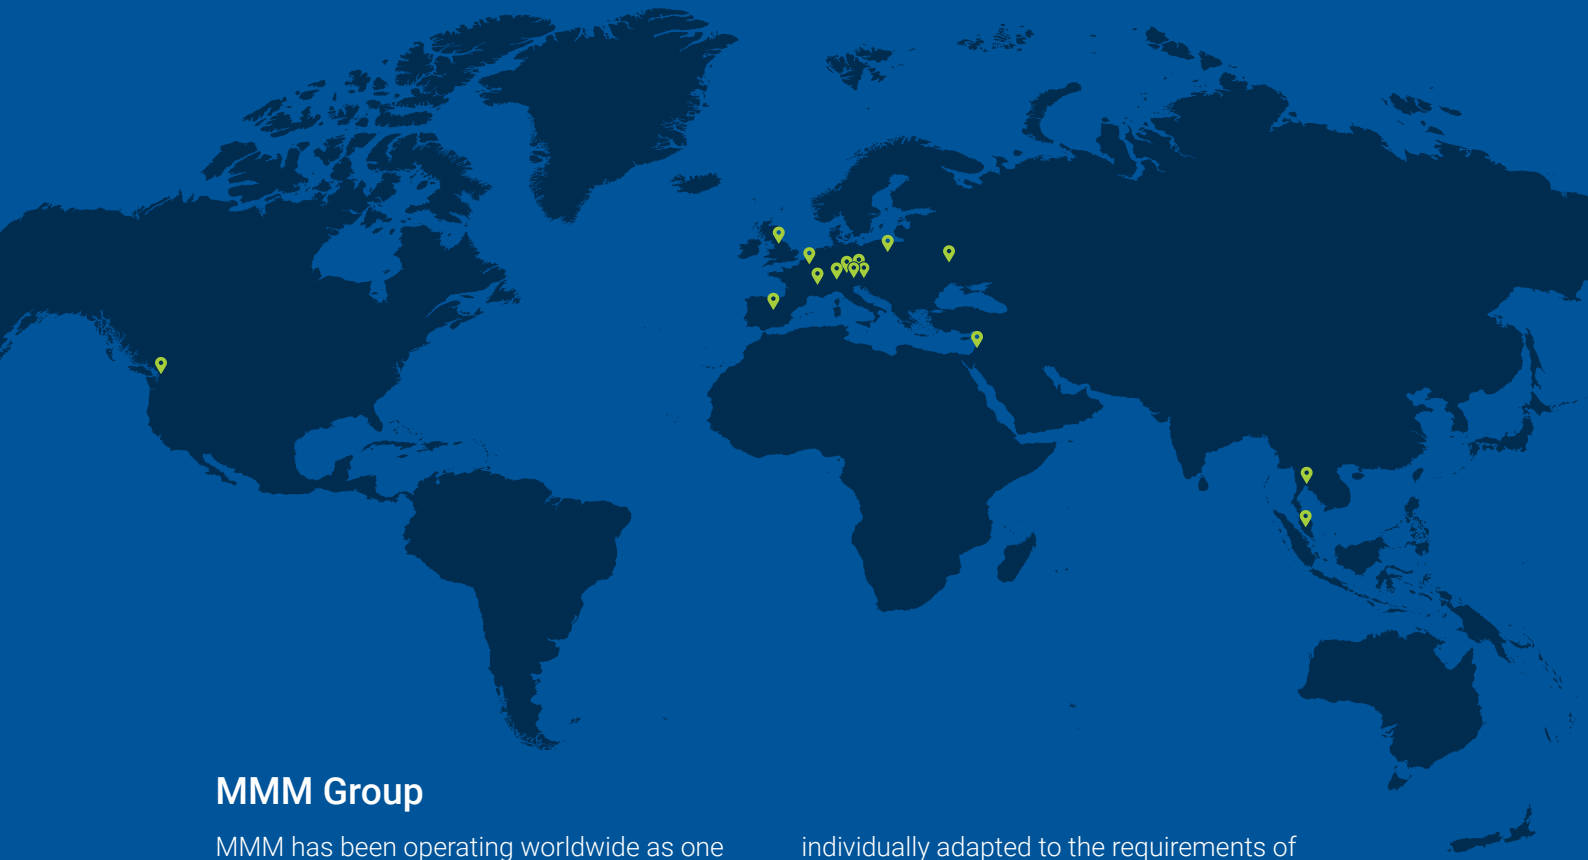 MMM Group
MMM has been operating worldwide as one
individually adapted to the requirements of